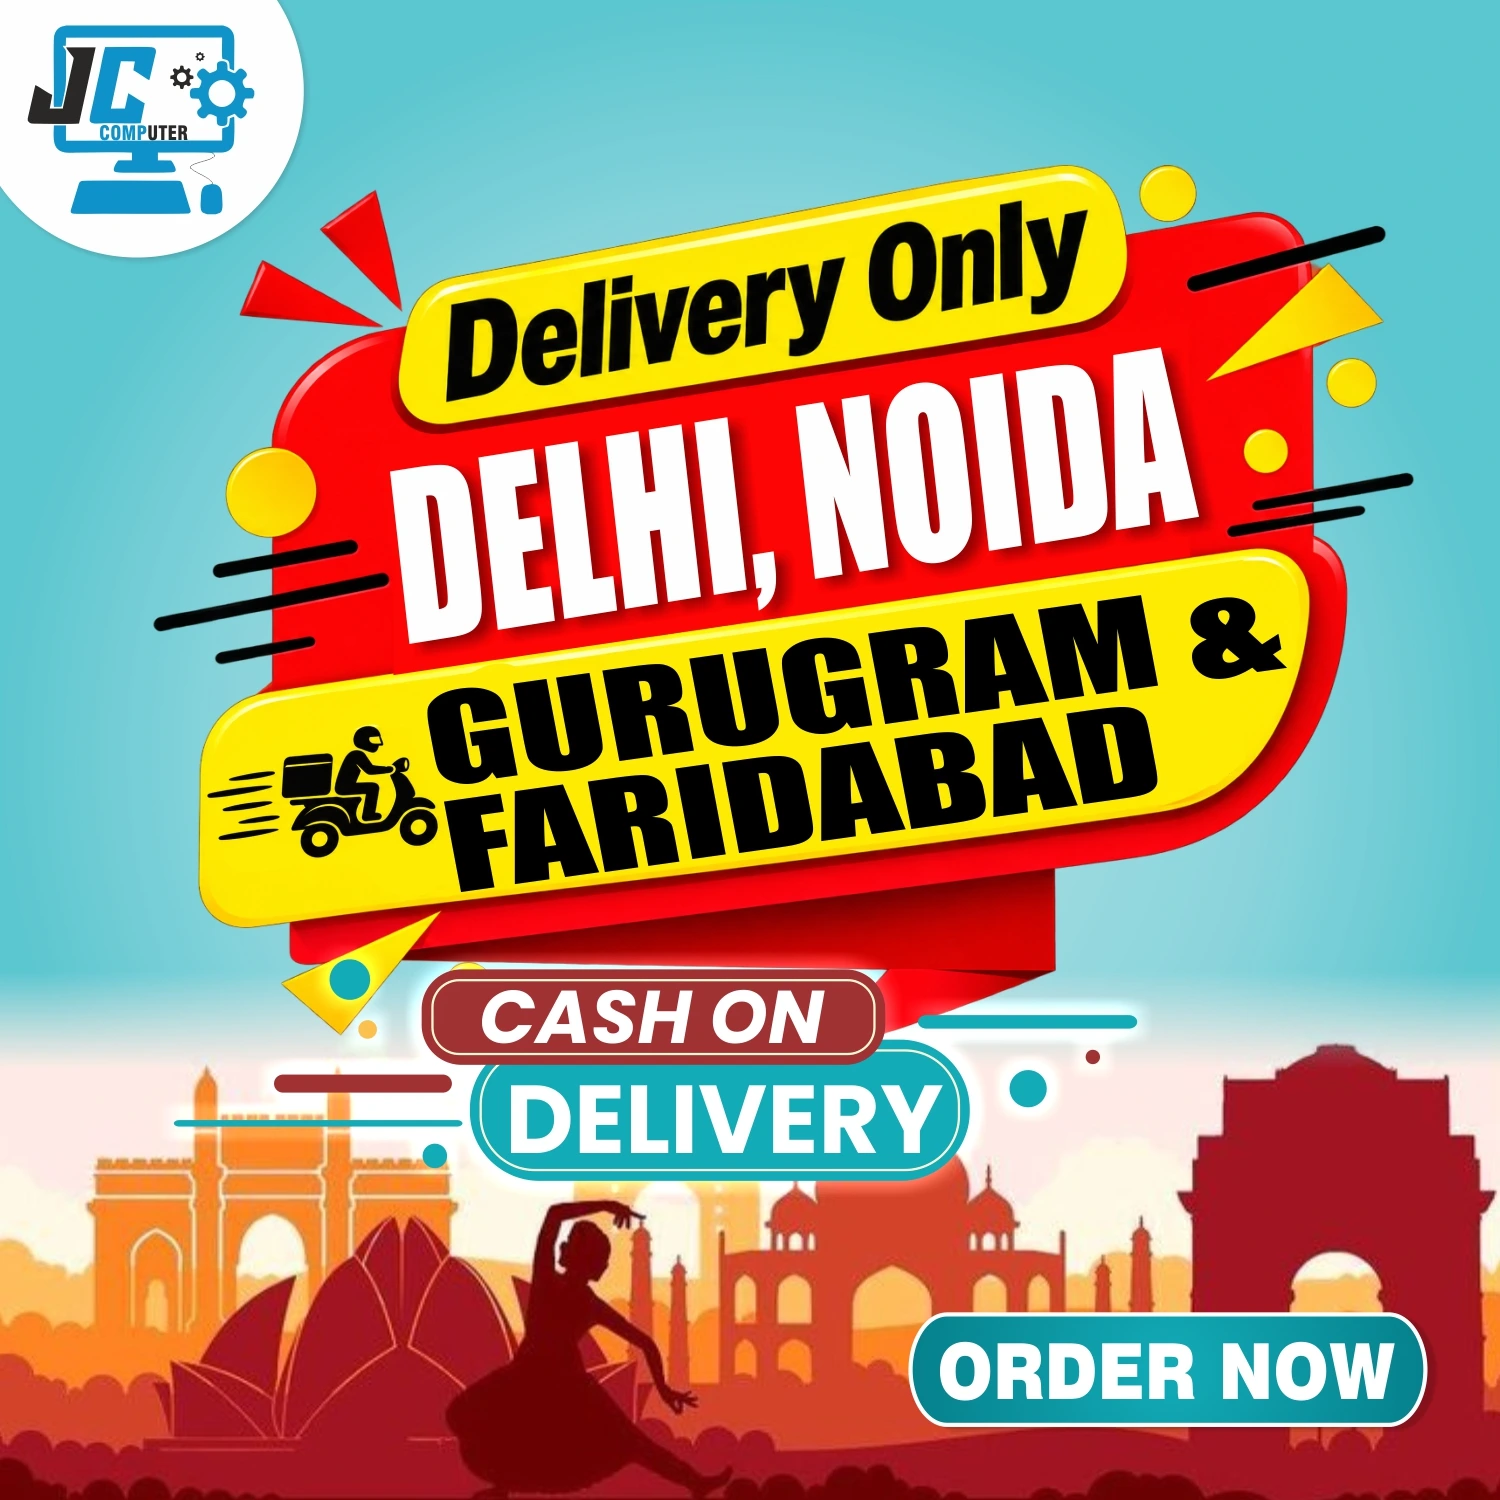 JC
COMPUTER
Delivery Only
DELHI, NOIDA
GURUGRAM &
FARIDABAD
CASH ON
DELIVERY
ORDER NOW